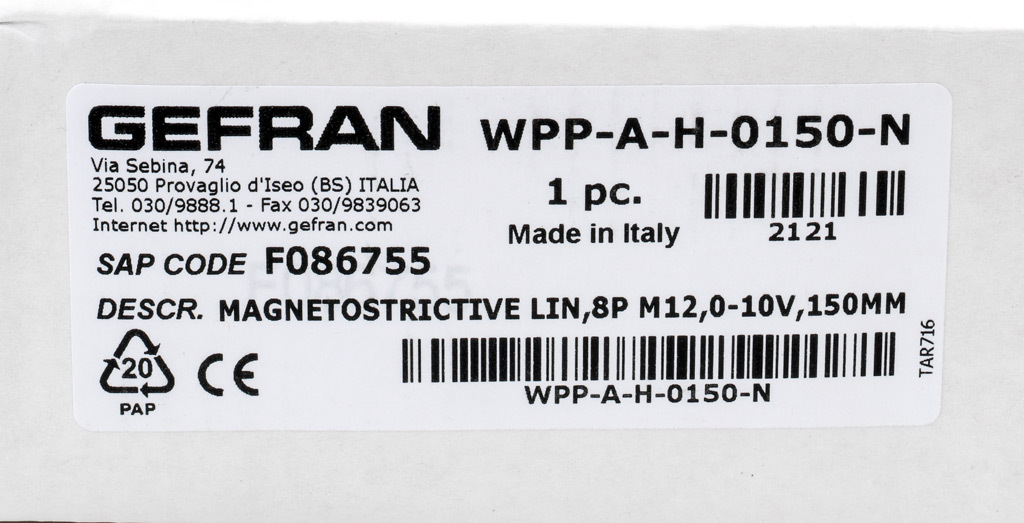 GEFRAN
Via Sebina, 74
25050 Provaglio d'Iseo (BS) ITALIA
Tel. 030/9888.1 - Fax 030/9839063
Internet http://www.gefran.com
WPP-A-H-0150-N
1 pc.
Made in Italy
2121
SAP CODE F086755
DESCR. MAGNETOSTRICTIVE LIN,8P M12,0-10V,150MM
20
PAP
CE
WPP-A-H-0150-N
TAR716